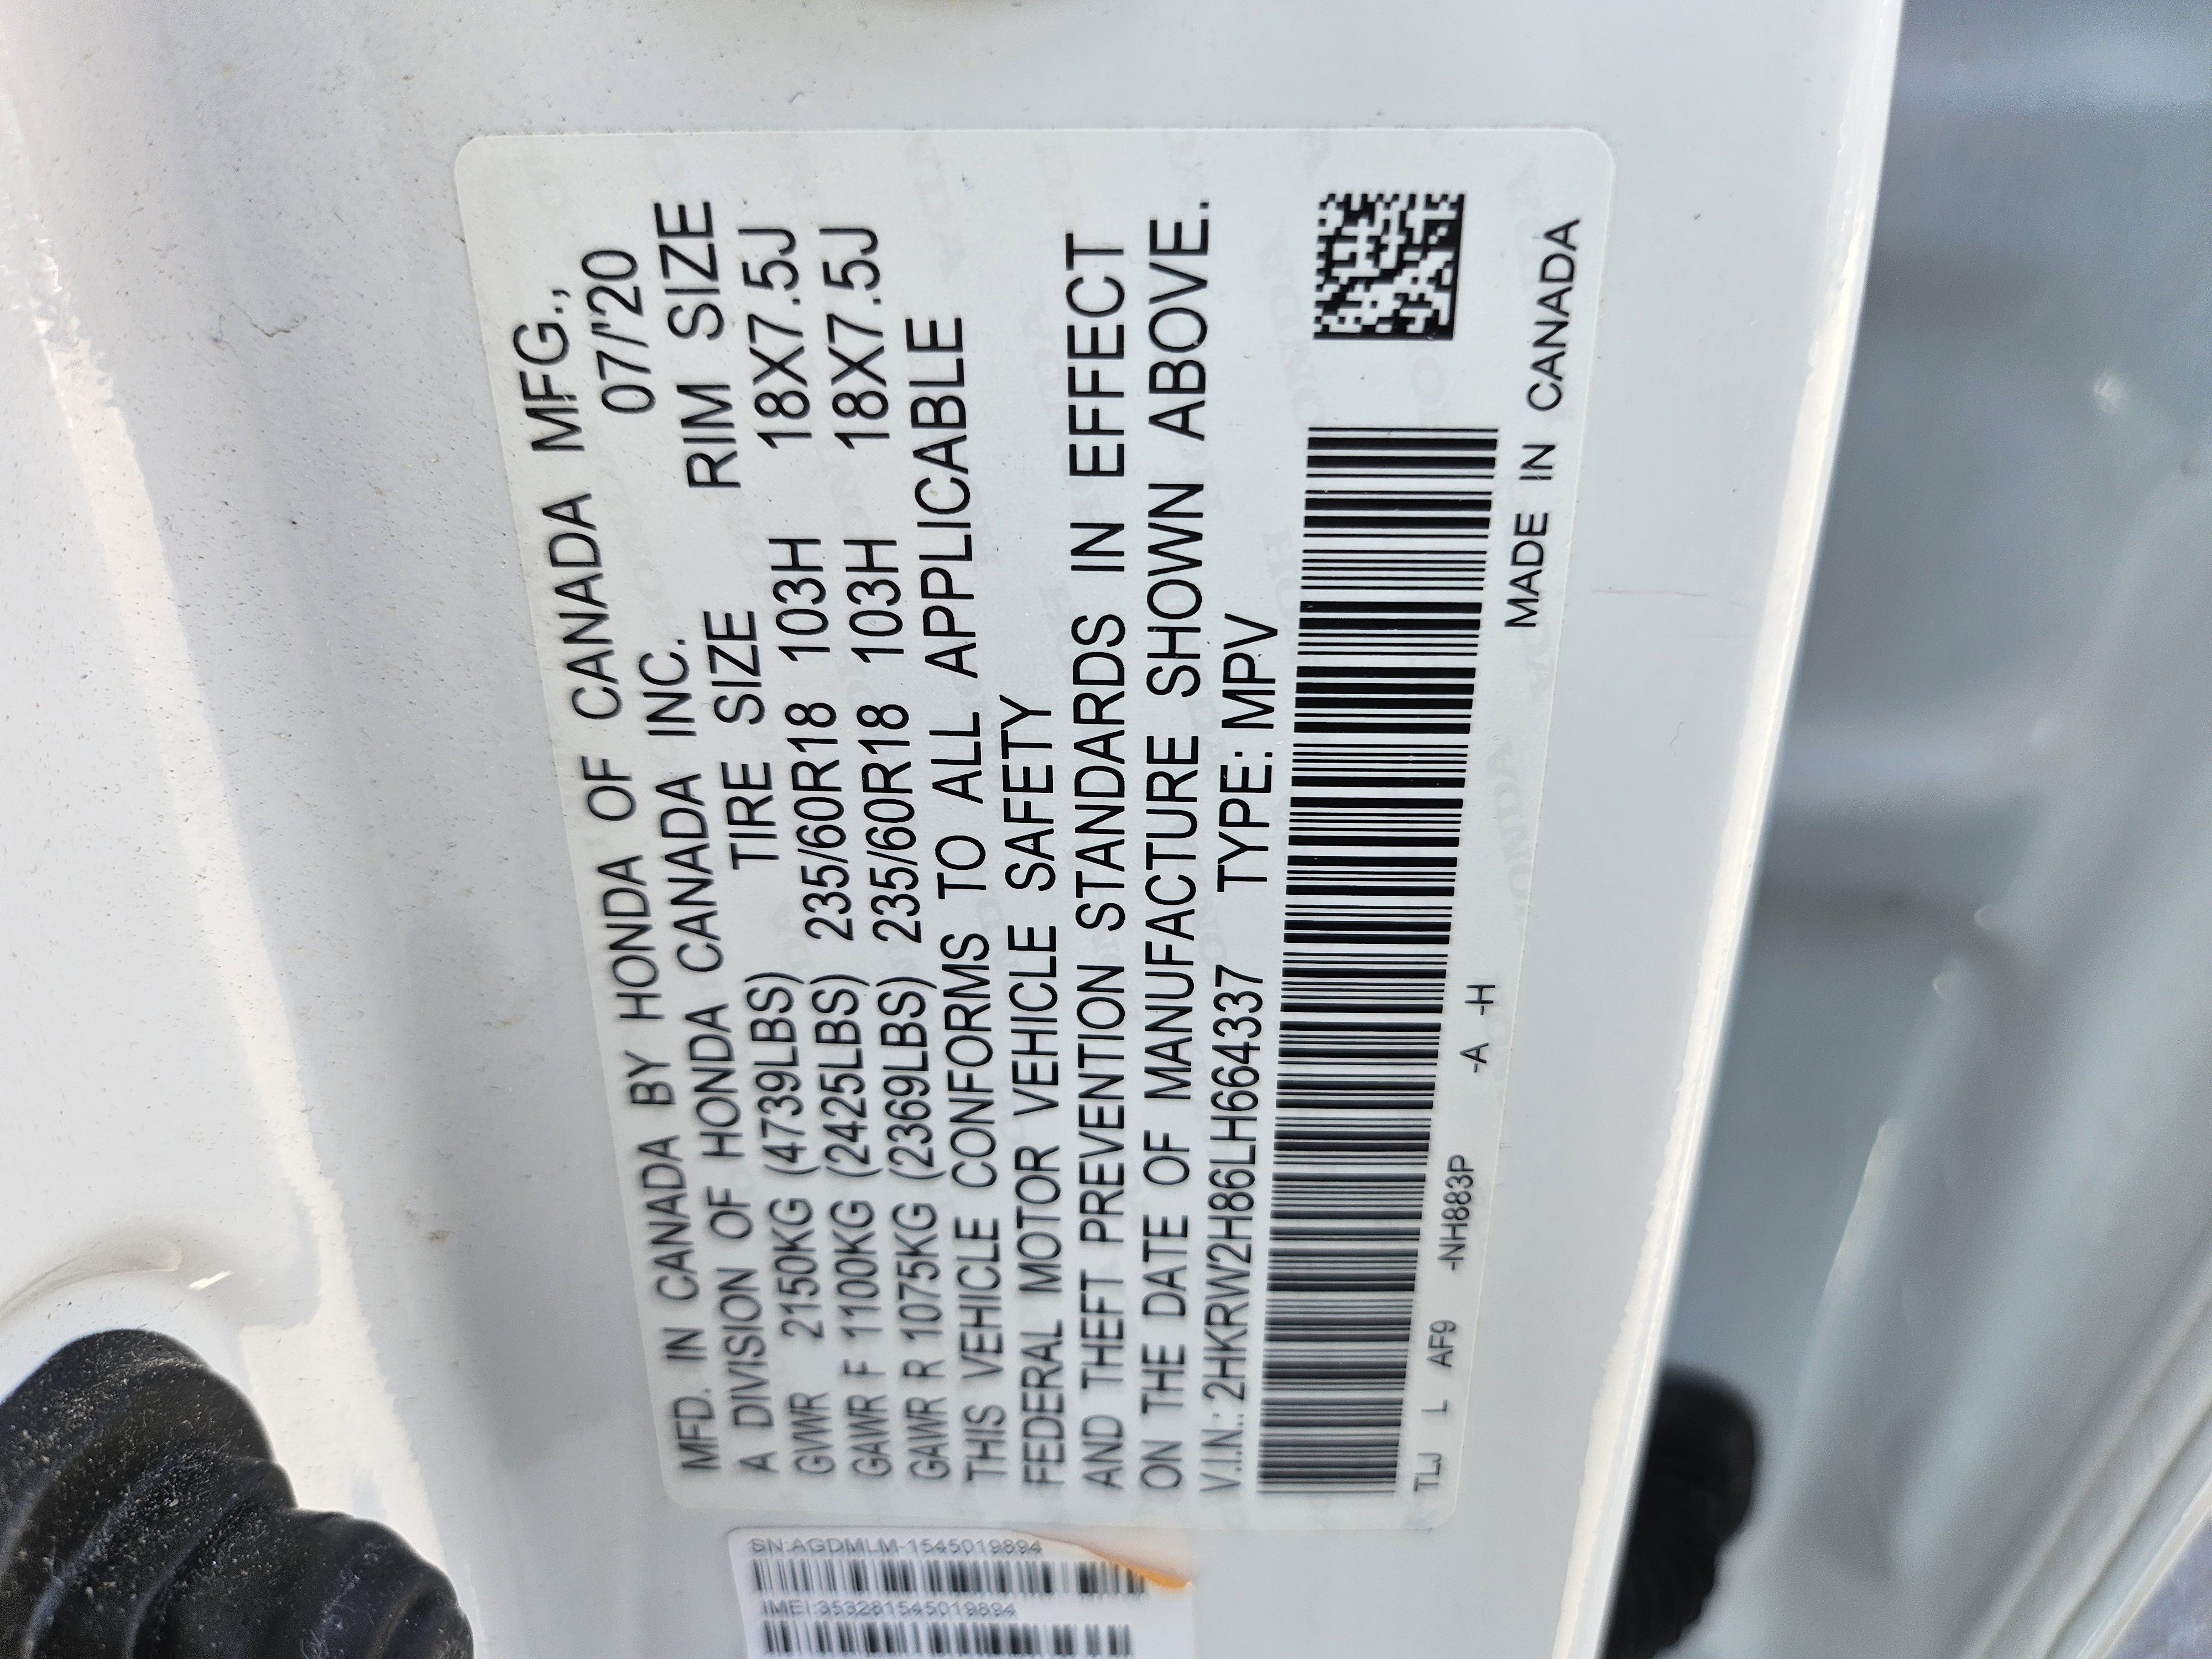 MFD. IN CANADA BY HONDA OF CANADA MFG.,
A DIVISION OF HONDA CANADA INC. 07/'20
TIRE SIZE RIM SIZE
GVWR 2150KG (4739LBS) 235/60R18 103H 18X7.5J
GAWR F 1100KG (2425LBS) 235/60R18 103H 18X7.5J
GAWR R 1075KG (2369LBS)
THIS VEHICLE CONFORMS TO ALL APPLICABLE
FEDERAL MOTOR VEHICLE SAFETY
AND THEFT PREVENTION STANDARDS IN EFFECT
ON THE DATE OF MANUFACTURE SHOWN ABOVE.
V.I.N.: 2HKRW2H86LH664337 TYPE: MPV
TLJ L AF9 -NH883P -A -H MADE IN CANADA
SN:AGDMLM-1545019894
IMEI:353281545019894